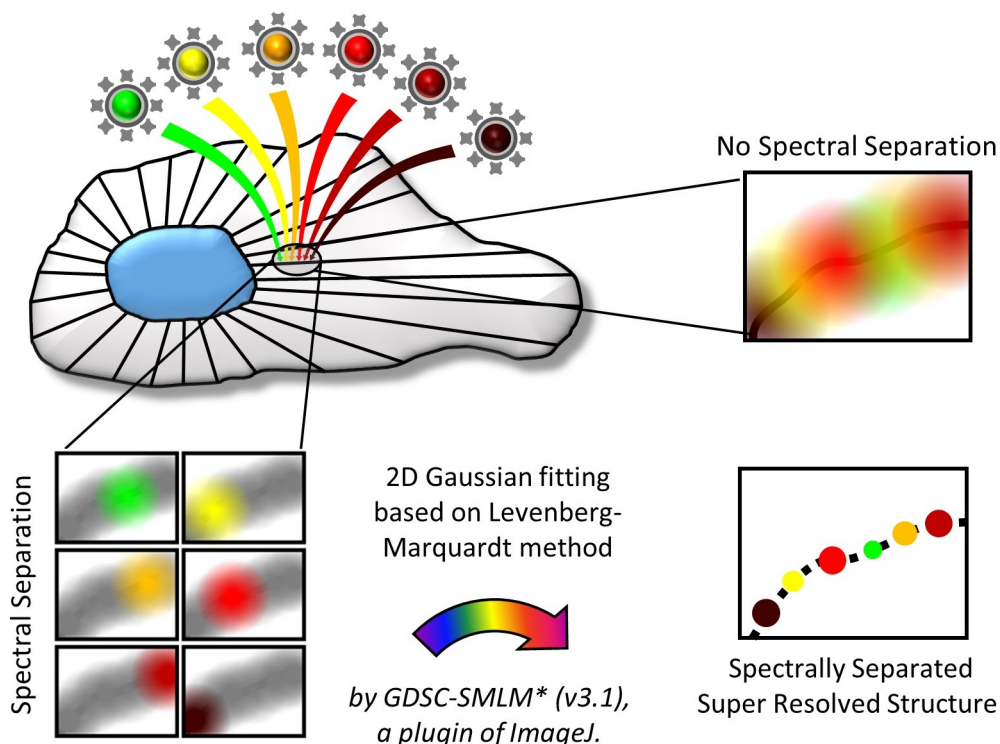 No Spectral Separation
Spectral Separation
2D Gaussian fitting
based on Levenberg-
Marquardt method
by GDSC-SMLM* (v3.1),
a plugin of ImageJ.
Spectrally Separated
Super Resolved Structure